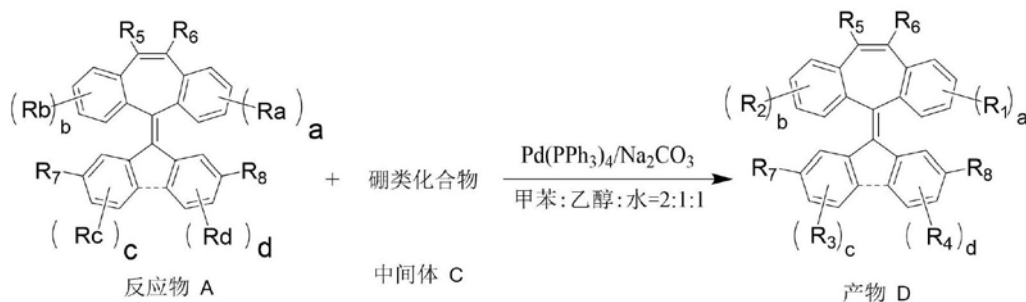 R5 R6
(Rb)b (Ra)a
R7 R8
(Rc)c (Rd)d
反应物 A
+
硼类化合物
中间体 C
Pd(PPh3)4/Na2CO3
甲苯:乙醇:水=2:1:1
R5 R6
(R2)b (R1)a
R7 R8
(R3)c (R4)d
产物 D